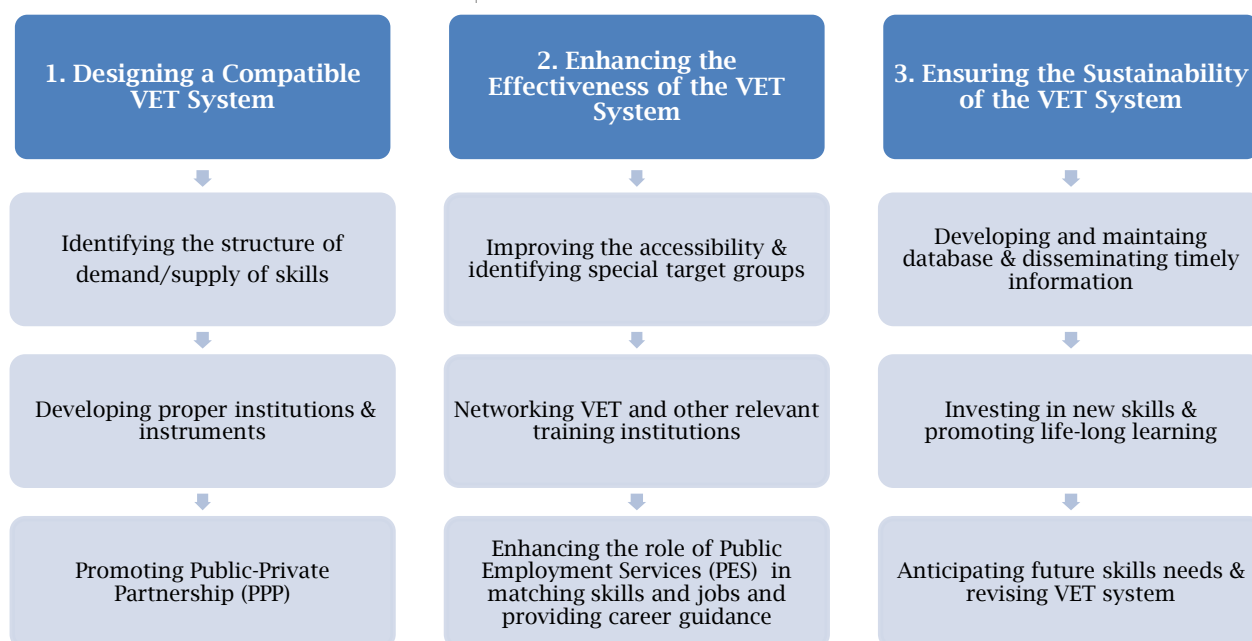 1. Designing a Compatible
VET System
Identifying the structure of
demand/supply of skills
Developing proper institutions &
instruments
Promoting Public-Private
Partnership (PPP)
2. Enhancing the
Effectiveness of the VET
System
Improving the accessibility &
identifying special target groups
Networking VET and other relevant
training institutions
Enhancing the role of Public
Employment Services (PES) in
matching skills and jobs and
providing career guidance
3. Ensuring the Sustainability
of the VET System
Developing and maintaing
database & disseminating timely
information
Investing in new skills &
promoting life-long learning
Anticipating future skills needs &
revising VET system